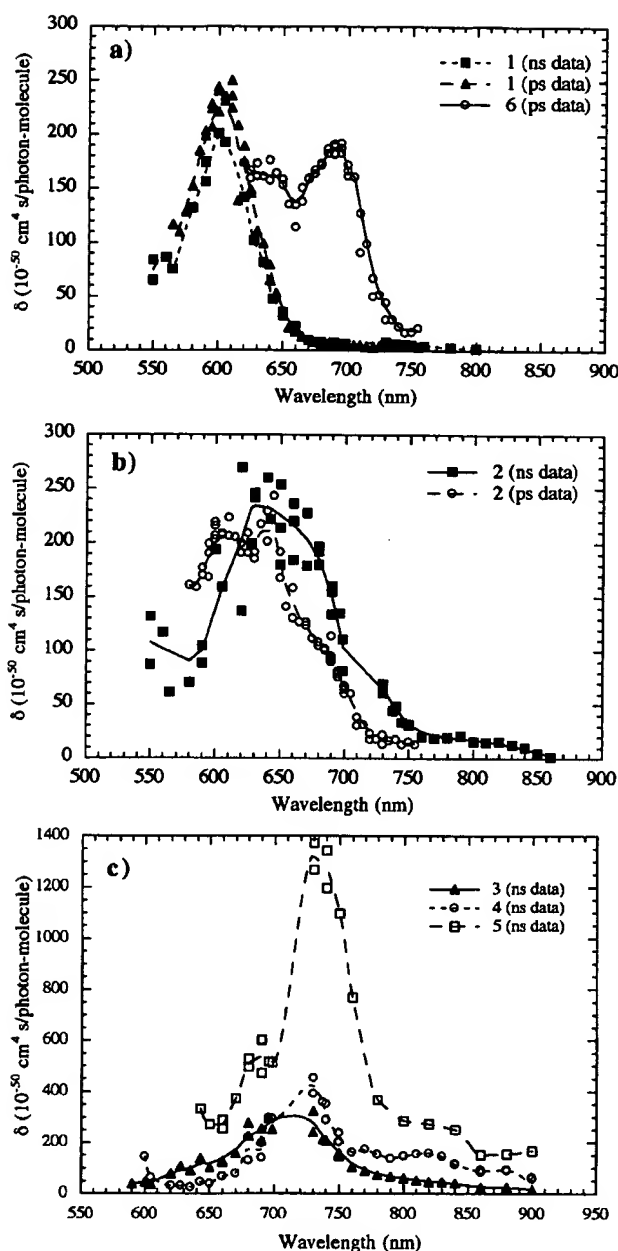 a)
1 (ns data)
1 (ps data)
6 (ps data)
δ (10⁻⁵⁰ cm⁴ s/photon-molecule)
300
250
200
150
100
50
0
500 550 600 650 700 750 800 850 900
Wavelength (nm)
b)
2 (ns data)
2 (ps data)
δ (10⁻⁵⁰ cm⁴ s/photon-molecule)
300
250
200
150
100
50
0
500 550 600 650 700 750 800 850 900
Wavelength (nm)
c)
3 (ns data)
4 (ns data)
5 (ns data)
δ (10⁻⁵⁰ cm⁴ s/photon-molecule)
1400
1200
1000
800
600
400
200
0
550 600 650 700 750 800 850 900 950
Wavelength (nm)